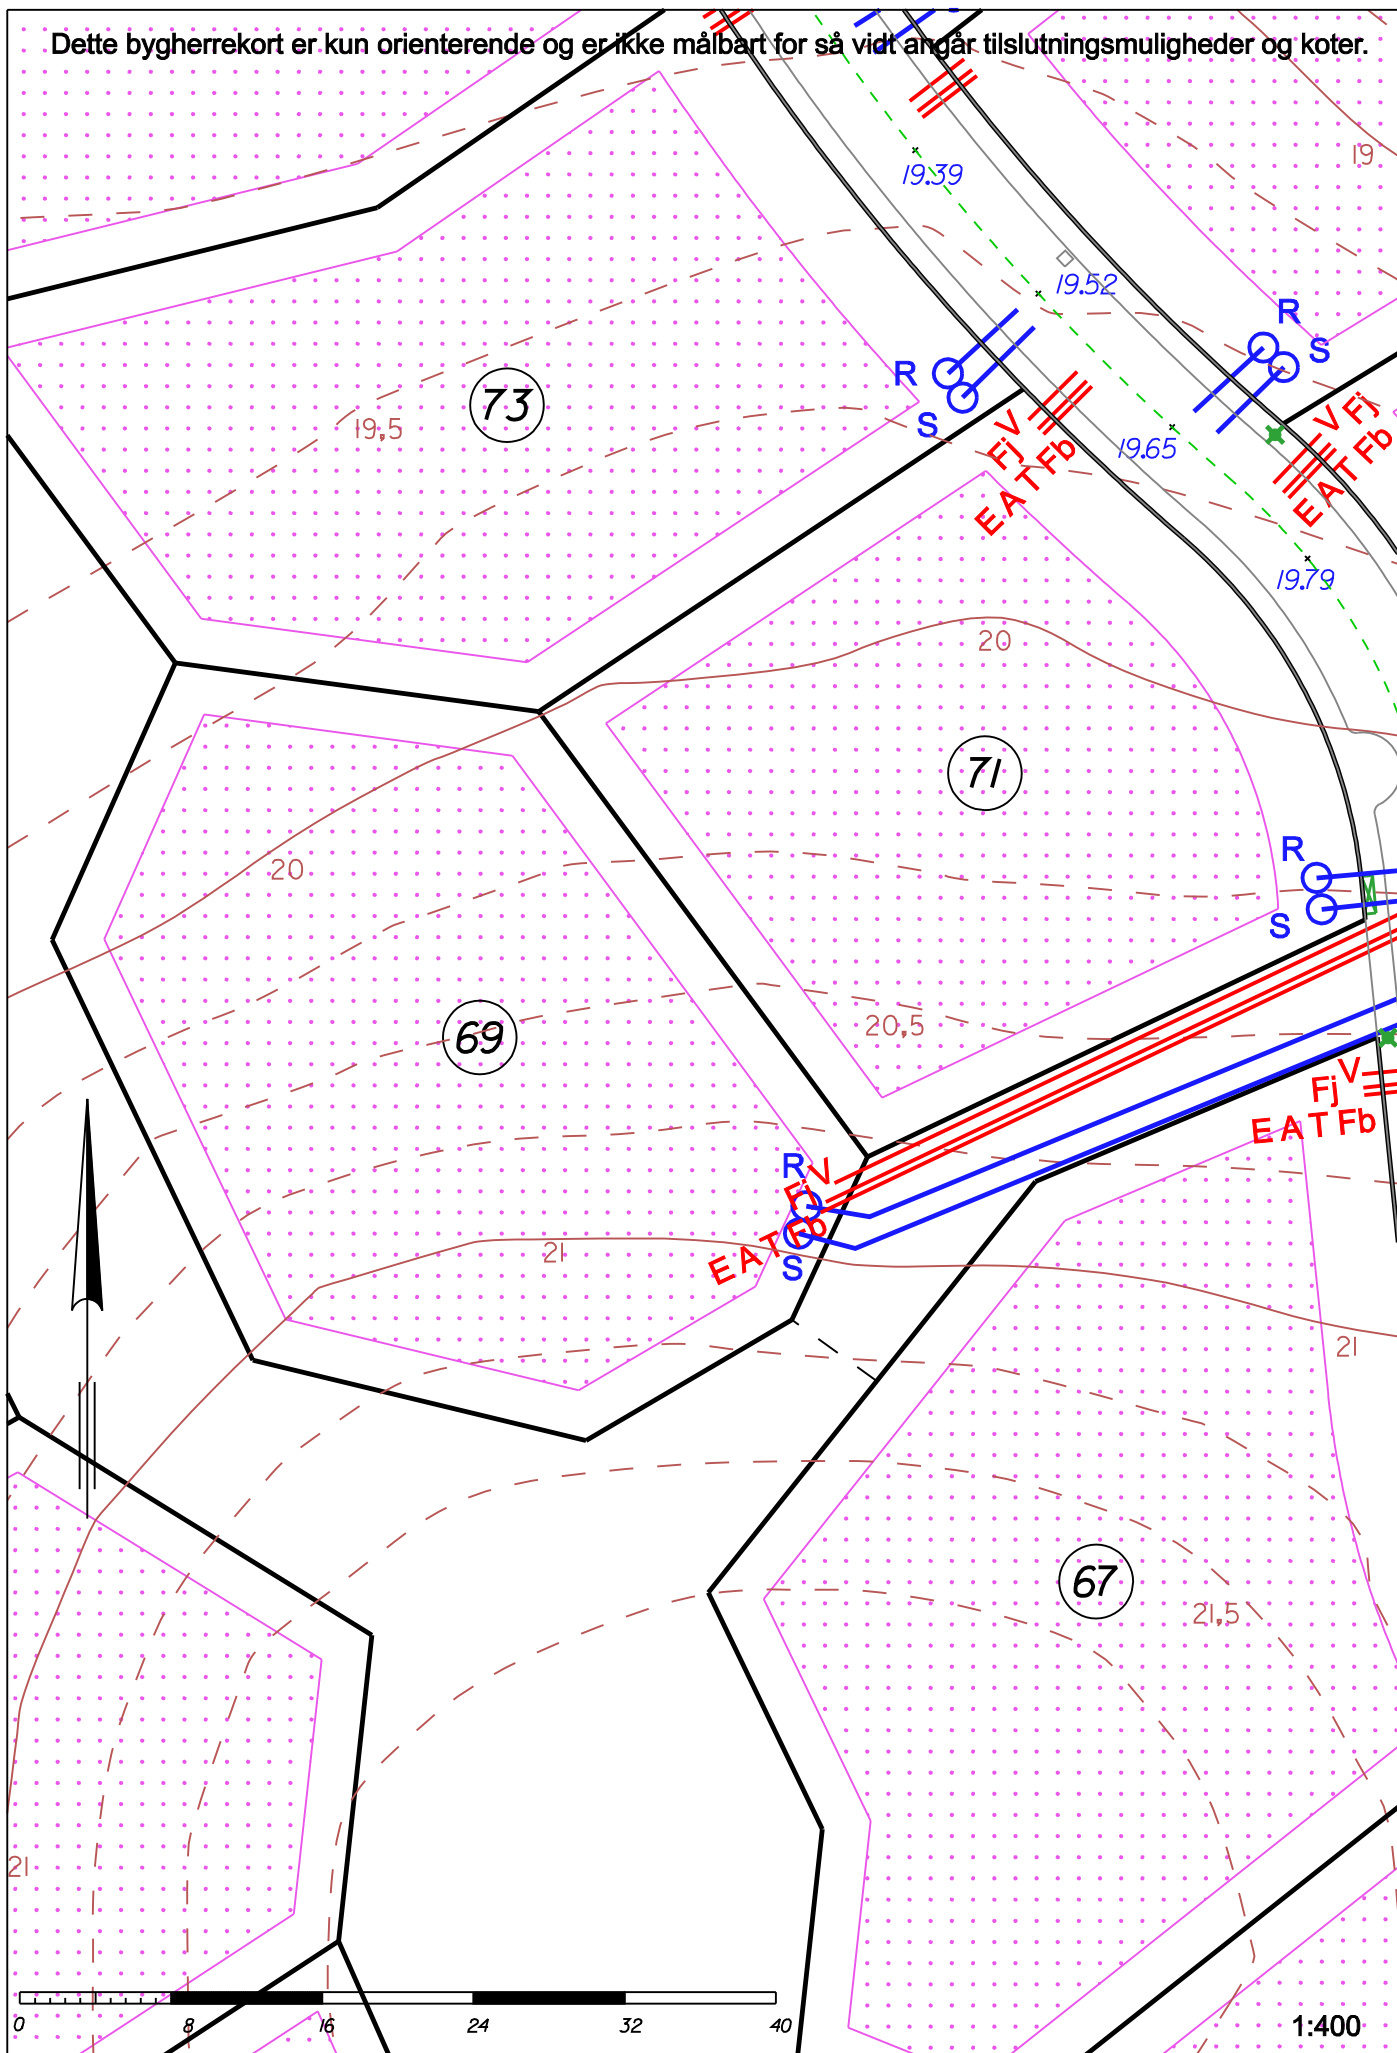 Dette bygherrekort er kun orienterende og er ikke målbart for så vidt angår tilslutningsmuligheder og koter.
19
19.39
19.52
R
S
R
S
73
19,5
V Fj
E A T Fb
V
Fj
E A T Fb
19.65
19.79
20
71
R
S
20
69
20,5
V
Fj
E A T Fb
R
V
Fj
E A T Fb
S
21
21
67
21,5
21
0 8 16 24 32 40
1:400